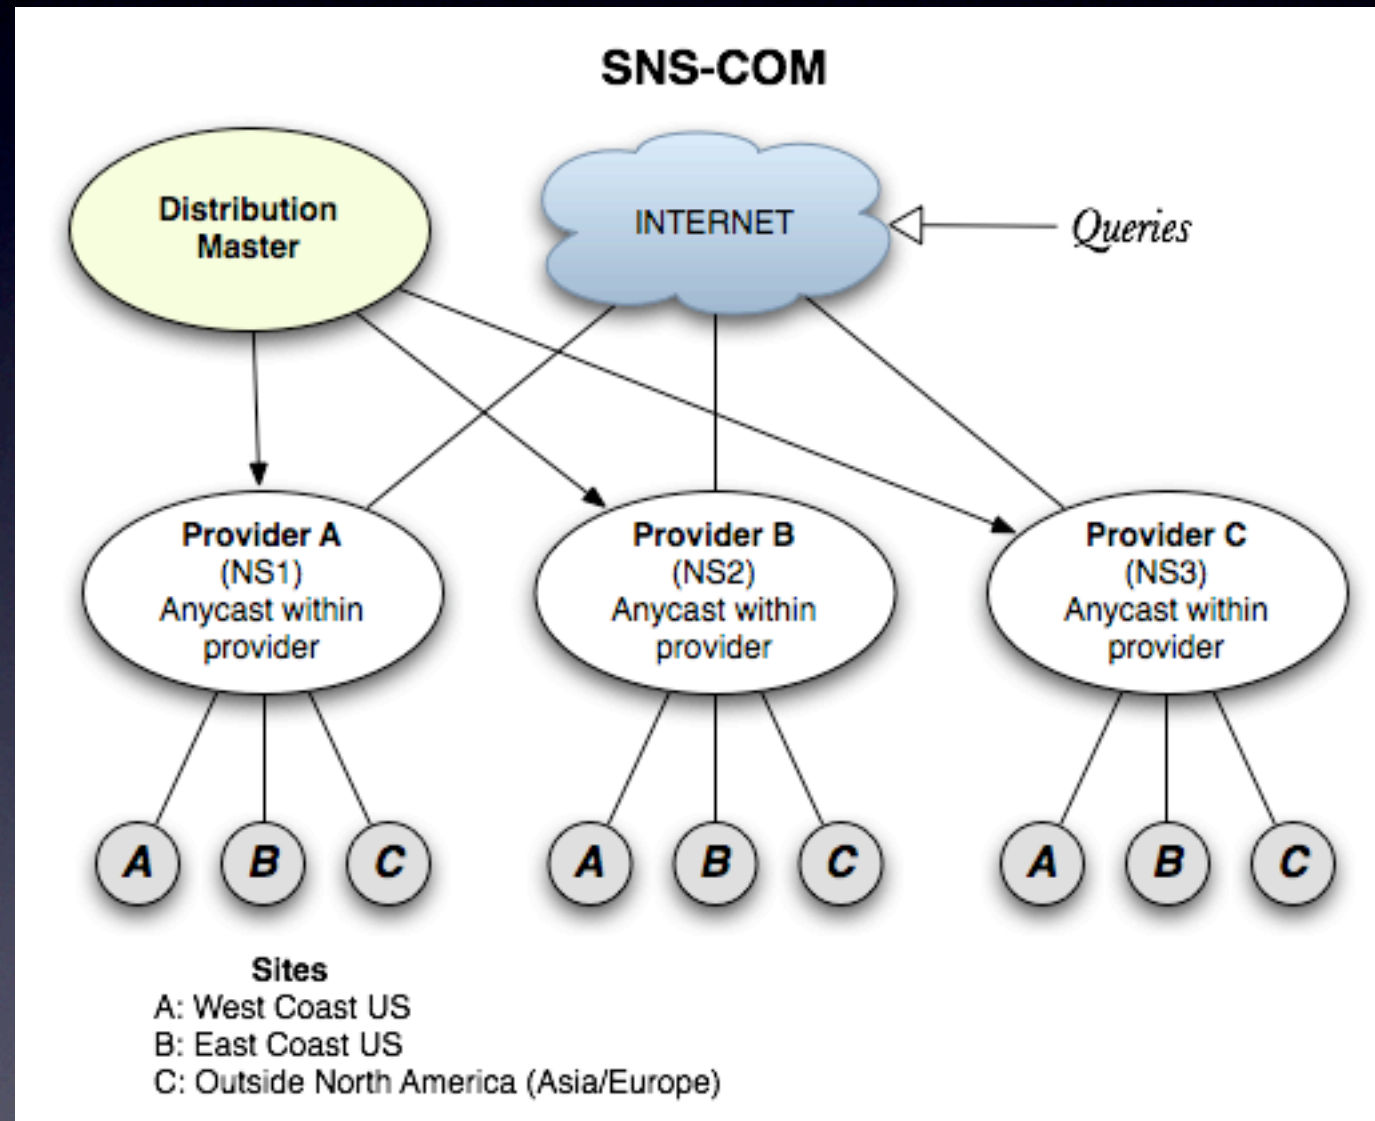 SNS-COM
Distribution
Master
INTERNET
Queries
Provider A
(NS1)
Anycast within
provider
Provider B
(NS2)
Anycast within
provider
Provider C
(NS3)
Anycast within
provider
A
B
C
A
B
C
A
B
C
Sites
A: West Coast US
B: East Coast US
C: Outside North America (Asia/Europe)